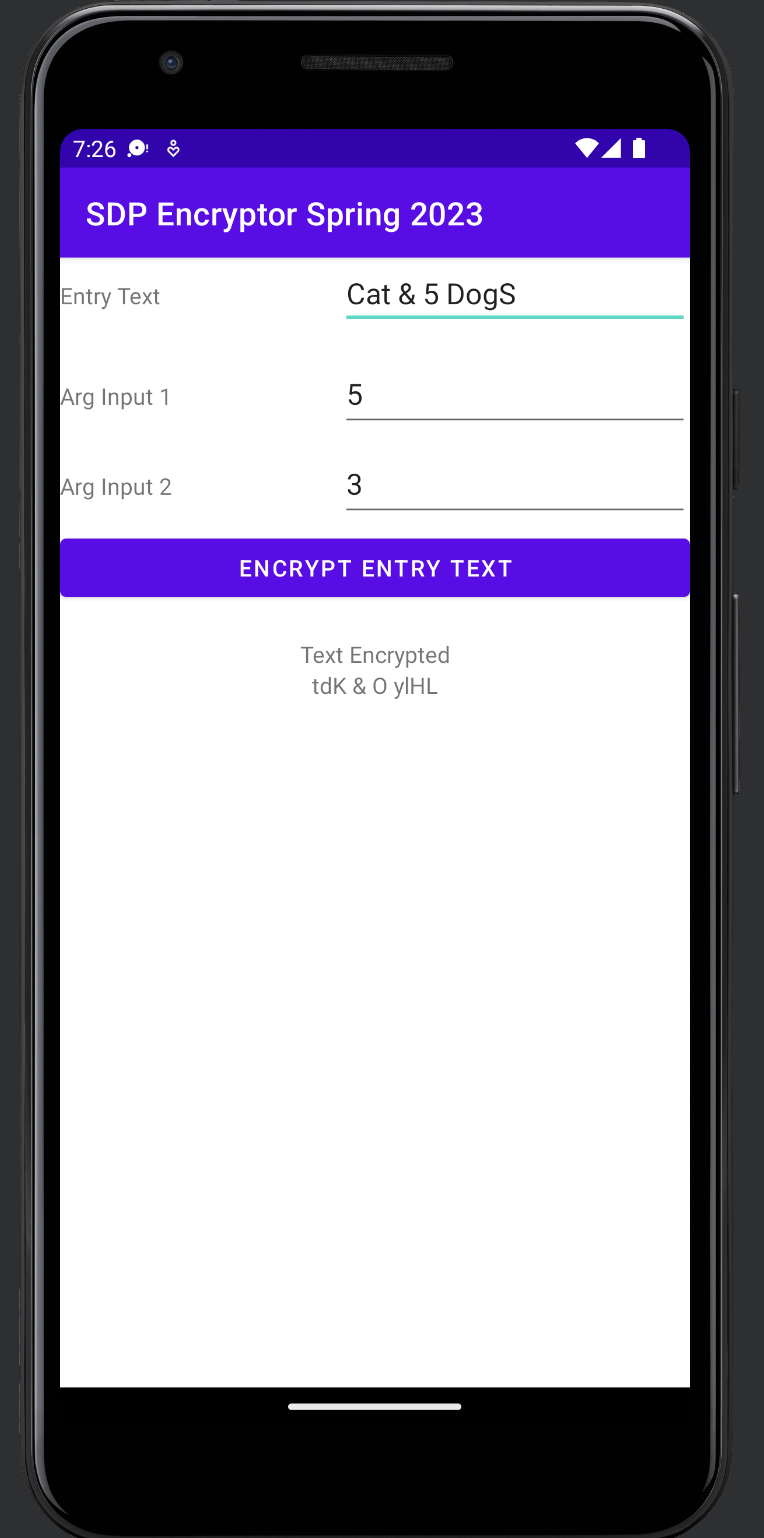 7:26
SDP Encryptor Spring 2023
Entry Text Cat & 5 DogS
Arg Input 1 5
Arg Input 2 3
ENCRYPT ENTRY TEXT
Text Encrypted
tdK & O ylHL